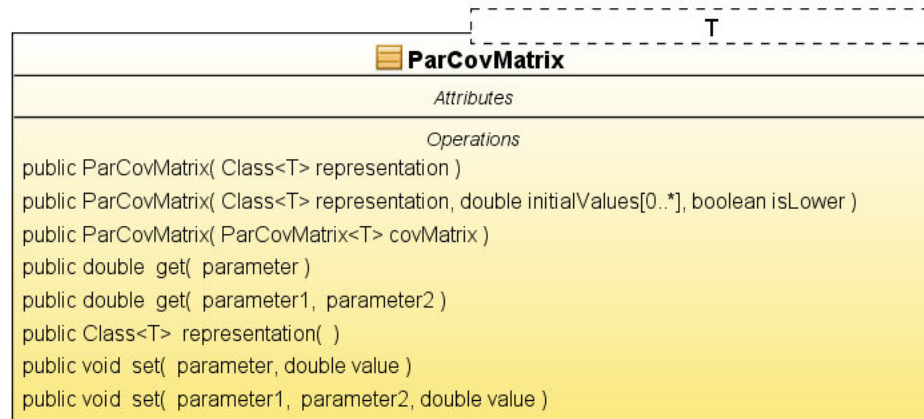 T
ParCovMatrix
Attributes
Operations
public ParCovMatrix( Class<T> representation )
public ParCovMatrix( Class<T> representation, double initialValues[0..*], boolean isLower )
public ParCovMatrix( ParCovMatrix<T> covMatrix )
public double  get(  parameter )
public double  get(  parameter1,  parameter2 )
public Class<T>  representation(  )
public void  set(  parameter, double value )
public void  set(  parameter1,  parameter2, double value )